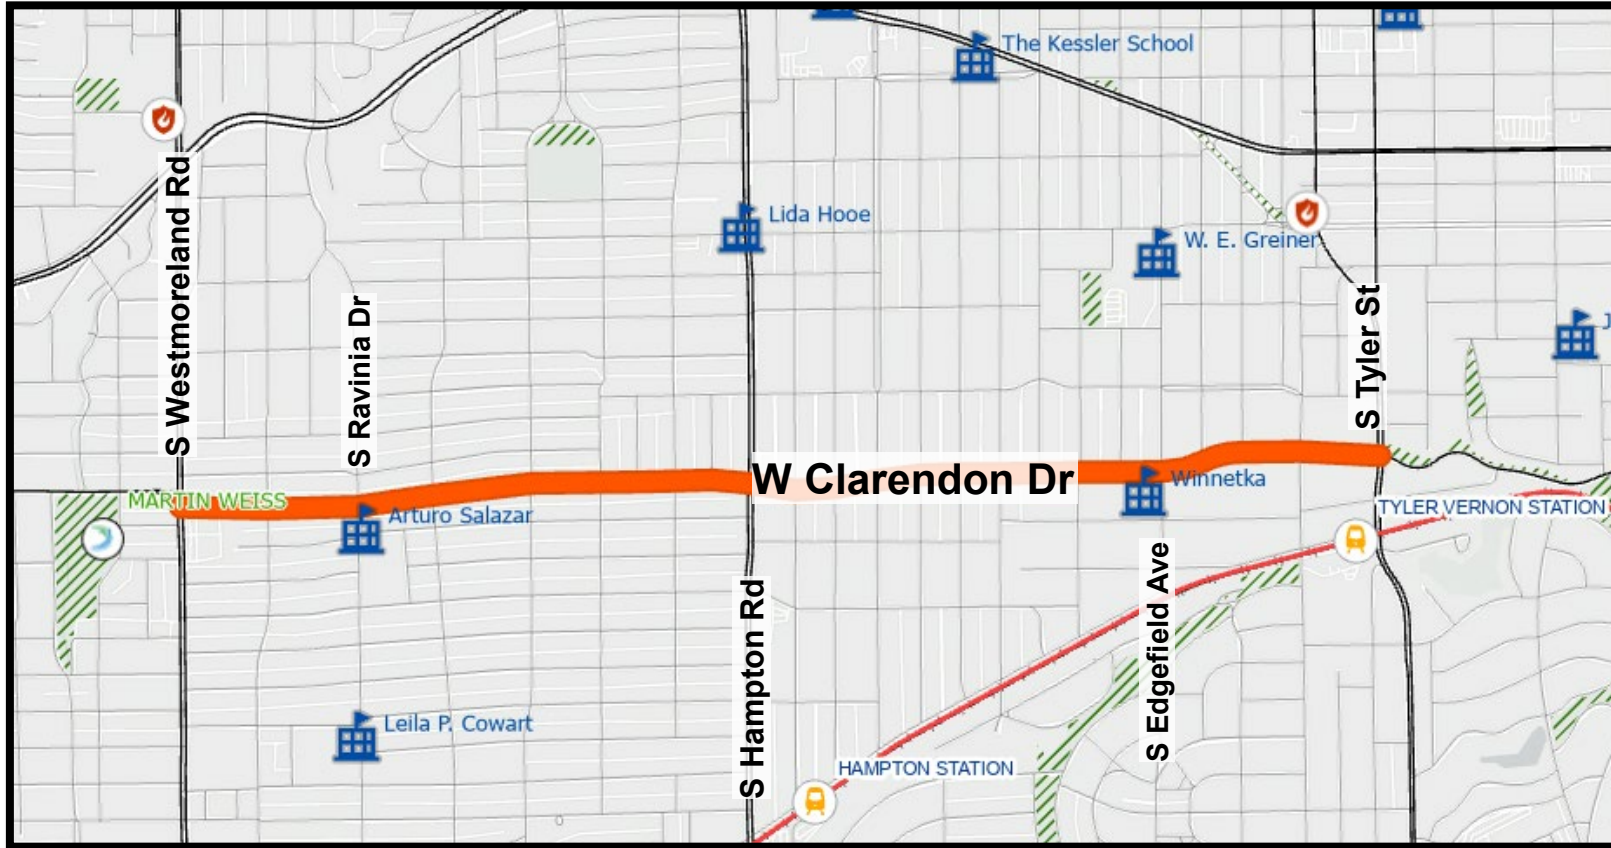 The Kessler School
Lida Hooe
W. E. Greiner
S Westmoreland Rd
S Ravinia Dr
S Tyler St
J
W Clarendon Dr
Winnetka
MARTIN WEISS
Arturo Salazar
TYLER VERNON STATION
S Hampton Rd
S Edgefield Ave
Leila P. Cowart
HAMPTON STATION